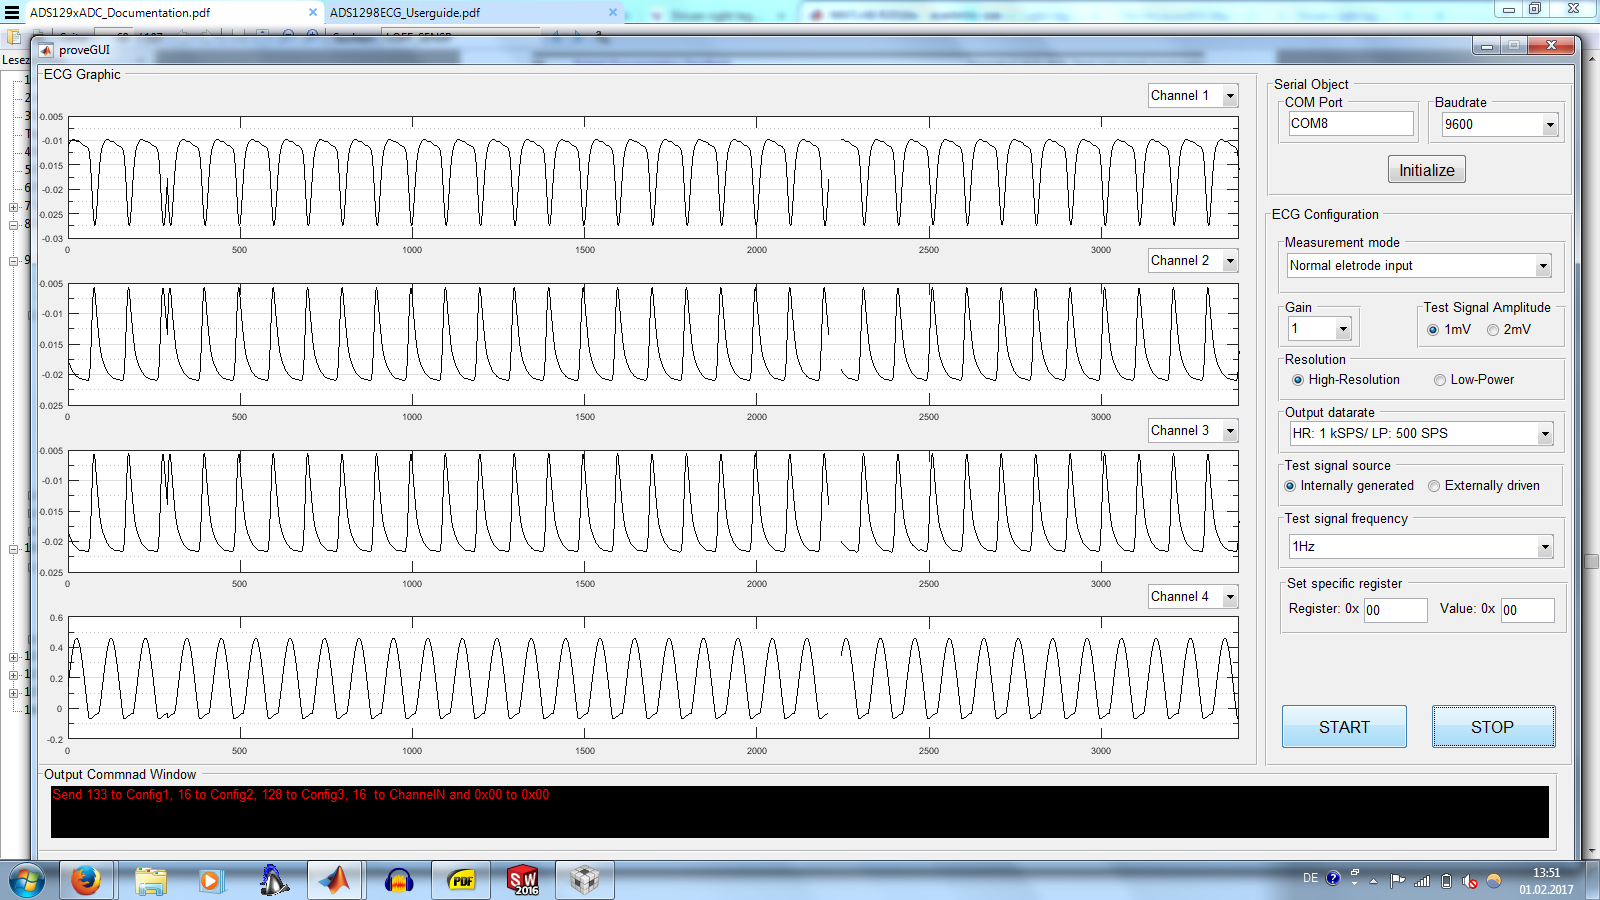 ADS129xADC_Documentation.pdf
ADS1298ECG_Userguide.pdf
Lesez
proveGUI
ECG Graphic
Channel 1
-0.005
-0.01
-0.015
-0.02
-0.025
-0.03
0 500 1000 1500 2000 2500 3000
Channel 2
-0.005
-0.01
-0.015
-0.02
-0.025
0 500 1000 1500 2000 2500 3000
Channel 3
-0.005
-0.01
-0.015
-0.02
-0.025
0 500 1000 1500 2000 2500 3000
Channel 4
0.6
0.4
0.2
0
-0.2
0 500 1000 1500 2000 2500 3000
Output Commnad Window
Send 133 to Config1, 16 to Config2, 128 to Config3, 16 to ChannelN and 0x00 to 0x00
Serial Object
COM Port
COM8
Baudrate
9600
Initialize
ECG Configuration
Measurement mode
Normal eletrode input
Gain
1
Test Signal Amplitude
1mV 2mV
Resolution
High-Resolution Low-Power
Output datarate
HR: 1 kSPS/ LP: 500 SPS
Test signal source
Internally generated Externally driven
Test signal frequency
1Hz
Set specific register
Register: 0x 00 Value: 0x 00
START STOP
PDF
SW
2016
DE
13:51
01.02.2017